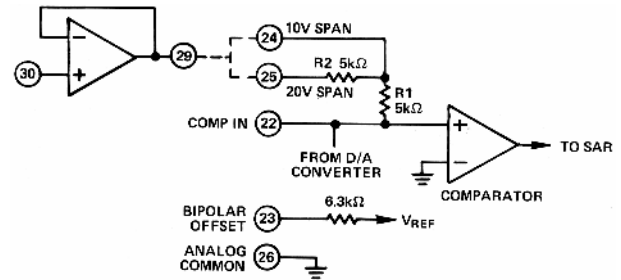 24
10V SPAN
29
R2 5kΩ
30
25
20V SPAN
R1
5kΩ
COMP IN
22
TO SAR
FROM D/A
CONVERTER
COMPARATOR
6.3kΩ
BIPOLAR
OFFSET
23
VREF
ANALOG
COMMON
26